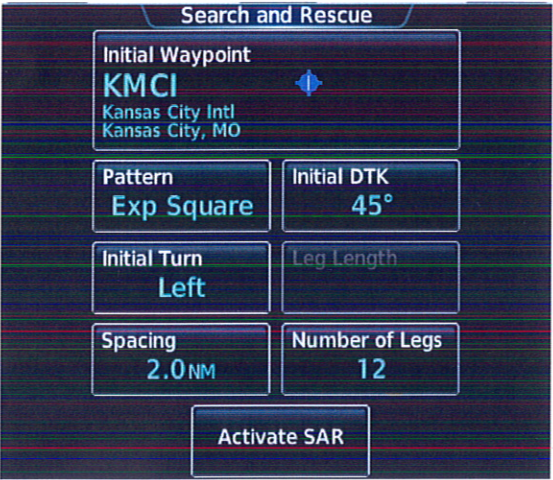 Search and Rescue
Initial Waypoint
KMCI
Kansas City Intl
Kansas City, MO
Pattern
Exp Square
Initial DTK
45°
Initial Turn
Left
Leg Length
Spacing
2.0NM
Number of Legs
12
Activate SAR